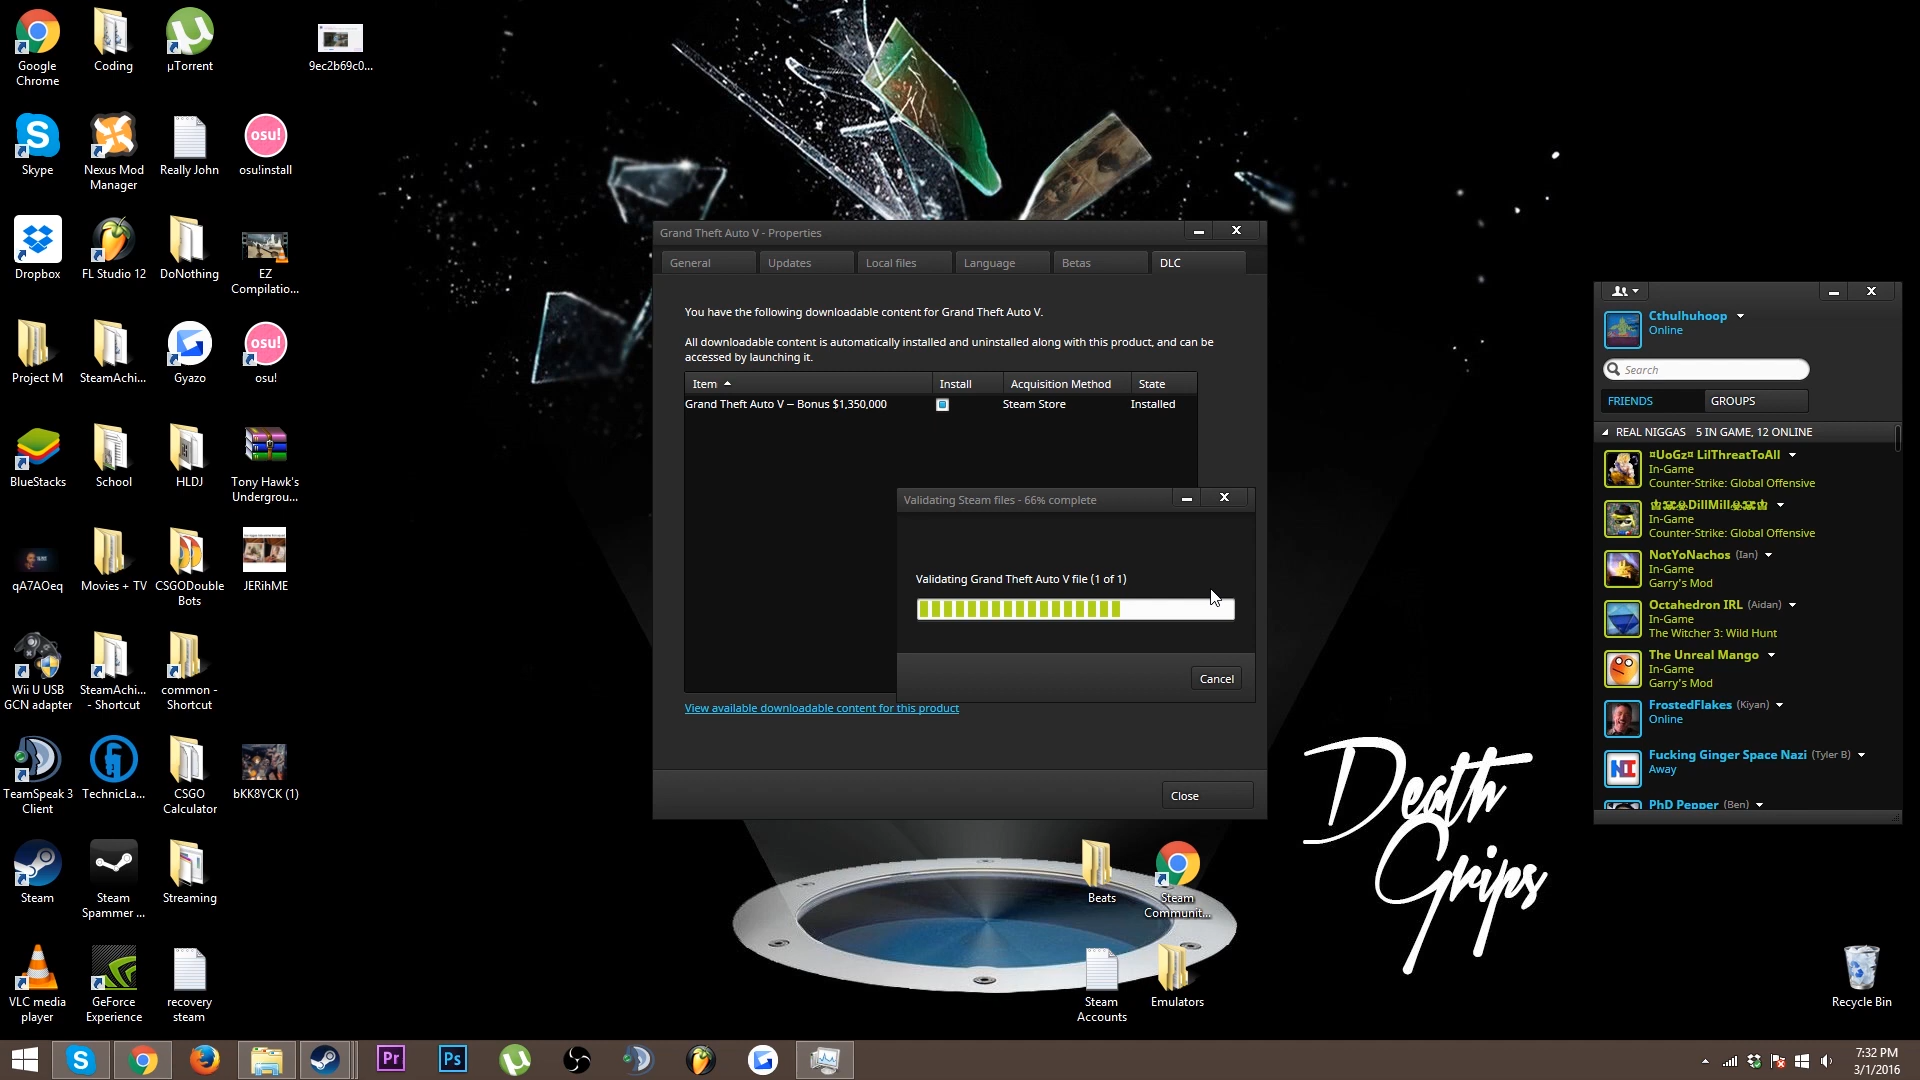 Google
Chrome
Coding
µTorrent
9ec2b69c0...
Skype
Nexus Mod
Manager
Really John
osu!
osu!install
Dropbox
FL Studio 12
DoNothing
EZ
Compilatio...
Project M
SteamAchi...
Gyazo
osu!
osu!
BlueStacks
School
HLDJ
Tony Hawk's
Undergrou...
qA7AOeq
Movies + TV
CSGODouble
Bots
JERihME
Wii U USB
GCN adapter
SteamAchi...
- Shortcut
common -
Shortcut
TeamSpeak 3
Client
TechnicLa...
CSGO
Calculator
bKK8YCK (1)
Steam
Steam
Spammer ...
Streaming
VLC media
player
GeForce
Experience
recovery
steam
Grand Theft Auto V - Properties
General
Updates
Local files
Language
Betas
DLC
You have the following downloadable content for Grand Theft Auto V.
All downloadable content is automatically installed and uninstalled along with this product, and can be
accessed by launching it.
Item Install Acquisition Method State
Grand Theft Auto V – Bonus $1,350,000 Steam Store Installed
Validating Steam files - 66% complete
Validating Grand Theft Auto V file (1 of 1)
Cancel
View available downloadable content for this product
Close
Cthulhuhoop
Online
Search
FRIENDS
GROUPS
REAL NIGGAS 5 IN GAME, 12 ONLINE
¤UoGz¤ LilThreatToAll
In-Game
Counter-Strike: Global Offensive
DillMill
In-Game
Counter-Strike: Global Offensive
NotYoNachos (Ian)
In-Game
Garry's Mod
Octahedron IRL (Aidan)
In-Game
The Witcher 3: Wild Hunt
The Unreal Mango
In-Game
Garry's Mod
FrostedFlakes (Kiyan)
Online
Fucking Ginger Space Nazi (Tyler B)
Away
PhD Pepper (Ben)
Death
Grips
Beats
Steam
Communit...
Steam
Accounts
Emulators
Recycle Bin
Pr
Ps
7:32 PM
3/1/2016